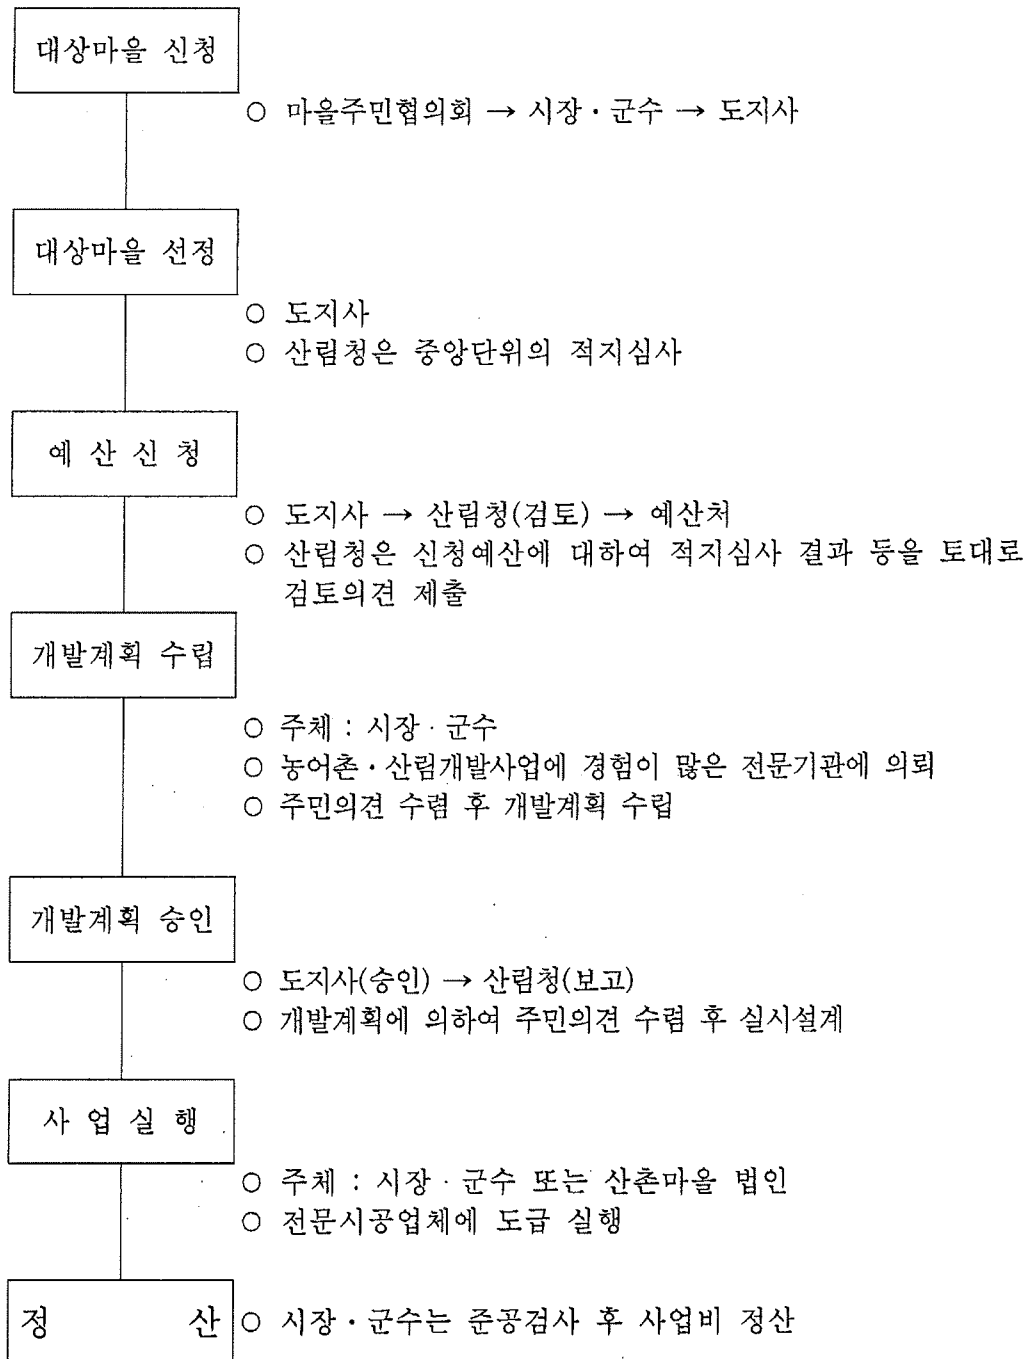 대상마을 신청
○ 마을주민협의회 → 시장·군수 → 도지사
대상마을 선정
○ 도지사
○ 산림청은 중앙단위의 적지심사
예 산 신 청
○ 도지사 → 산림청(검토) → 예산처
○ 산림청은 신청예산에 대하여 적지심사 결과 등을 토대로
검토의견 제출
개발계획 수립
○ 주체 : 시장·군수
○ 농어촌·산림개발사업에 경험이 많은 전문기관에 의뢰
○ 주민의견 수렴 후 개발계획 수립
개발계획 승인
○ 도지사(승인) → 산림청(보고)
○ 개발계획에 의하여 주민의견 수렴 후 실시설계
사 업 실 행
○ 주체 : 시장·군수 또는 산촌마을 법인
○ 전문시공업체에 도급 실행
정 산 ○ 시장·군수는 준공검사 후 사업비 정산